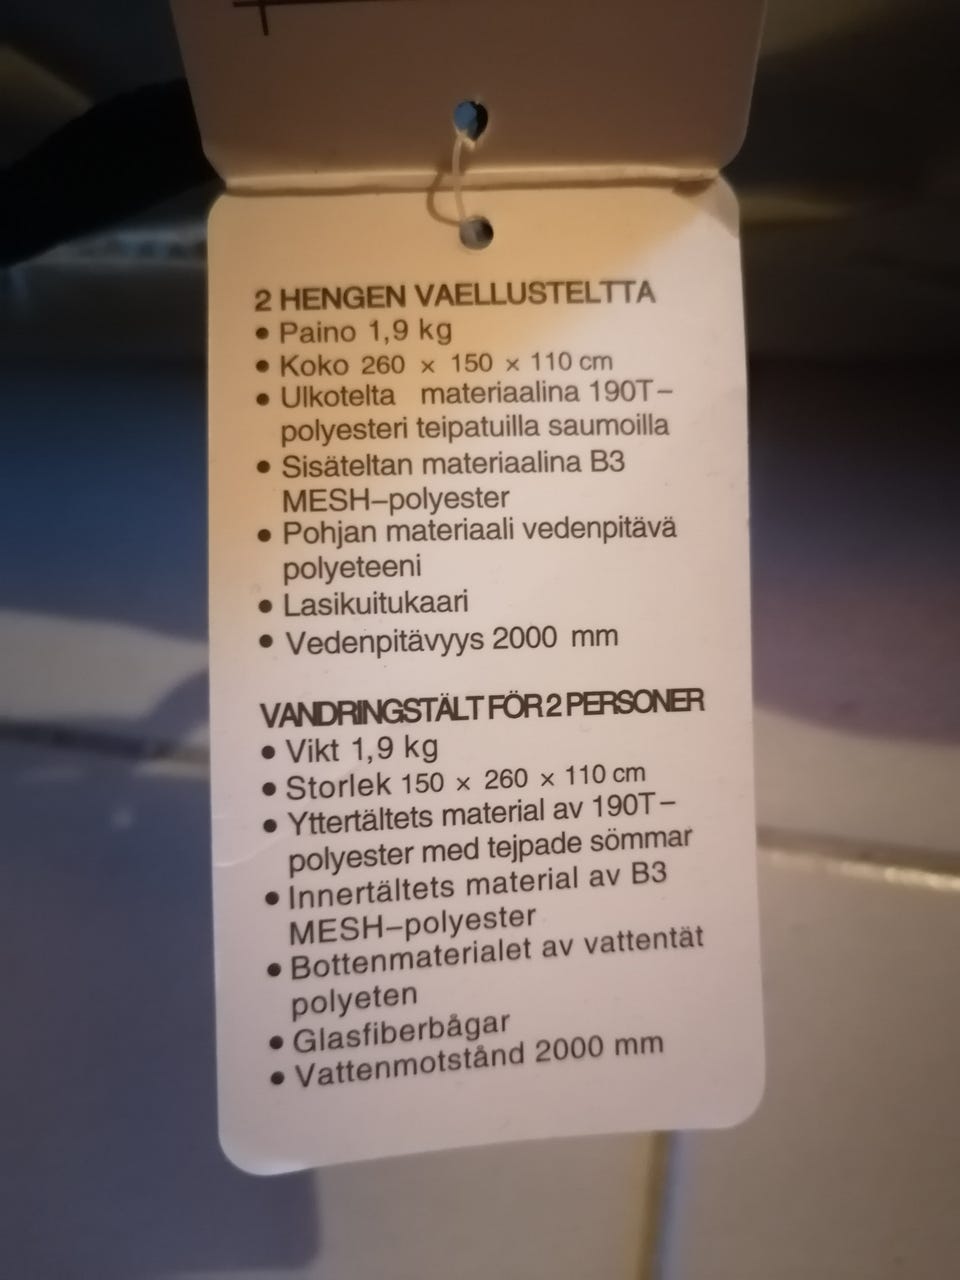 2 HENGEN VAELLUSTELTTA
• Paino 1,9 kg
• Koko 260 × 150 × 110 cm
• Ulkotelta materiaalina 190T–
polyesteri teipatuilla saumoilla
• Sisäteltan materiaalina B3
MESH–polyester
• Pohjan materiaali vedenpitävä
polyeteeni
• Lasikuitukaari
• Vedenpitävyys 2000 mm
VANDRINGSTÄLT FÖR 2 PERSONER
• Vikt 1,9 kg
• Storlek 150 × 260 × 110 cm
• Yttertältets material av 190T–
polyester med tejpade sömmar
• Innertältets material av B3
MESH–polyester
• Bottenmaterialet av vattentät
polyeten
• Glasfiberbågar
• Vattenmotstånd 2000 mm